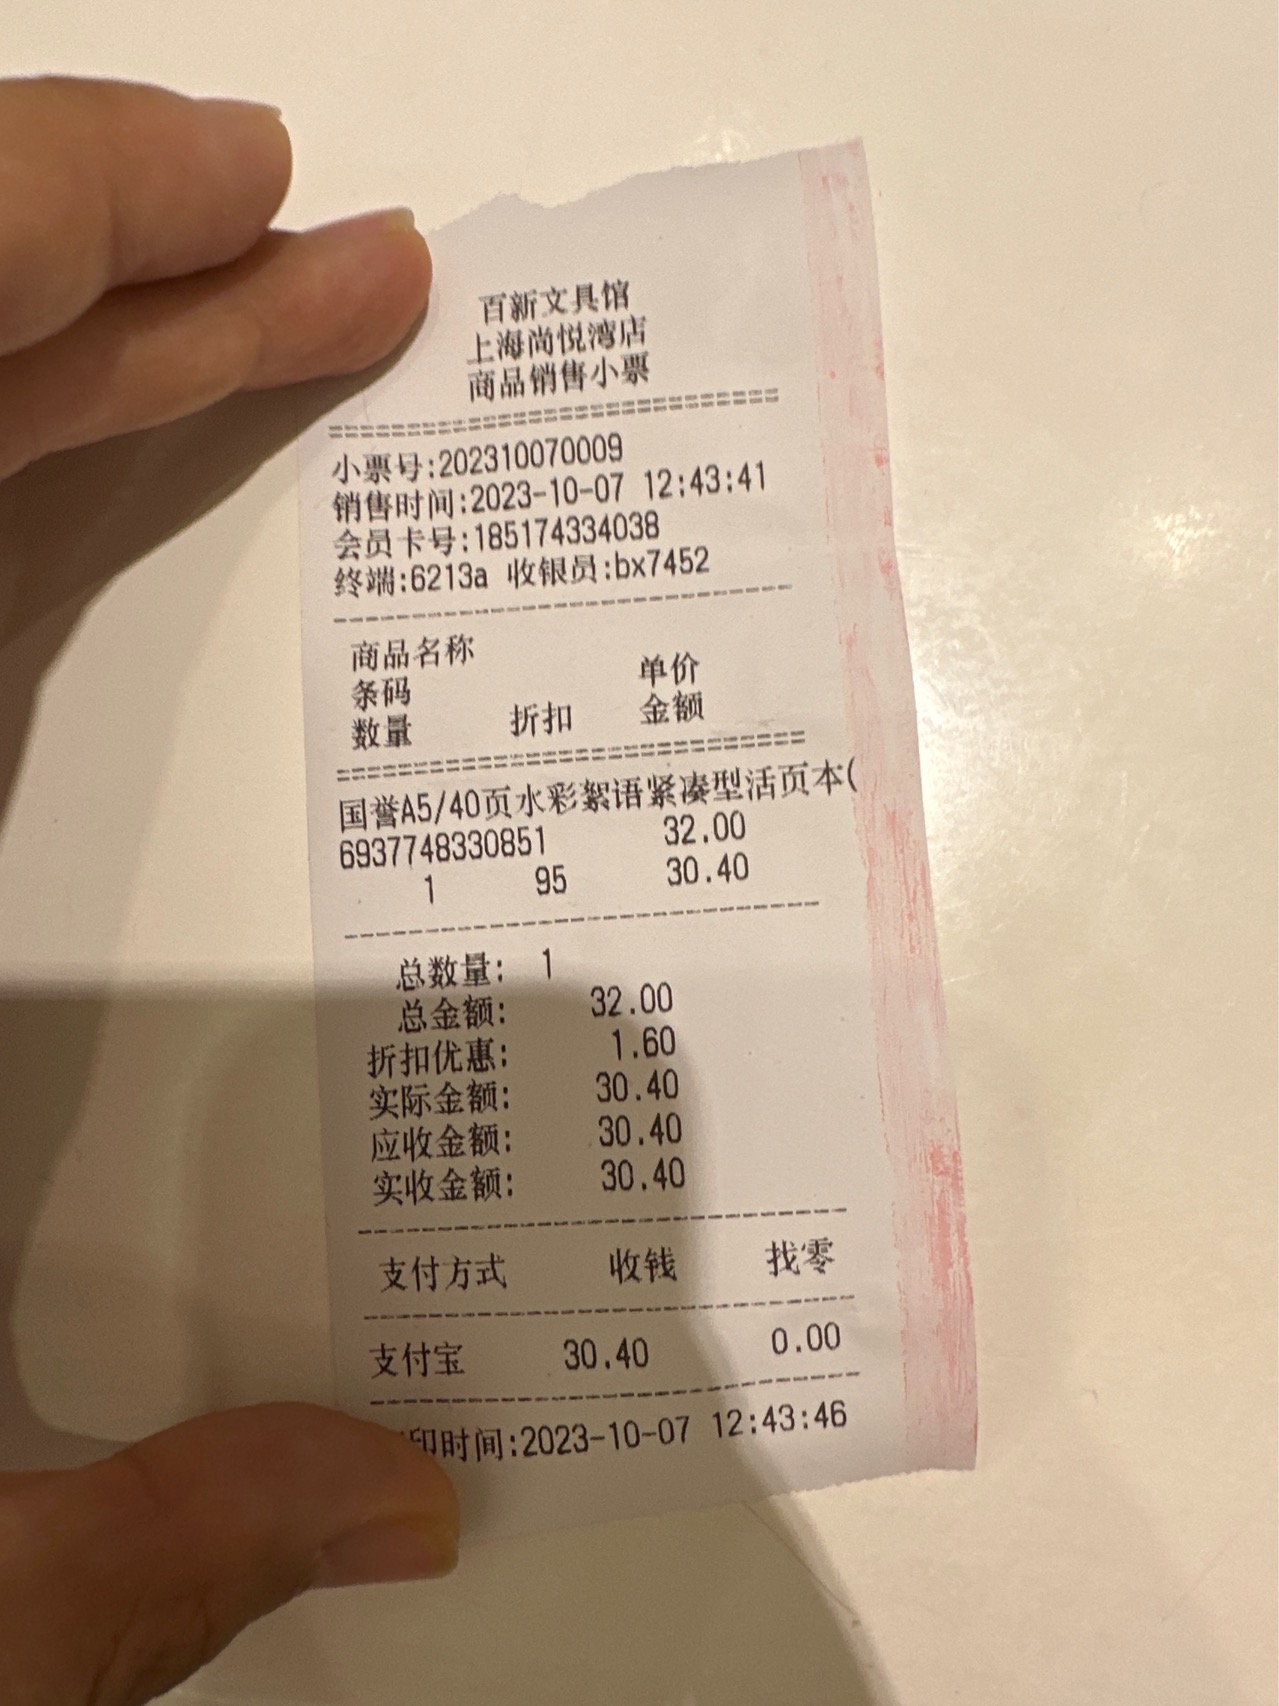 百新文具馆
上海尚悦湾店
商品销售小票
小票号:202310070009
销售时间:2023-10-07 12:43:41
会员卡号:185174334038
终端:6213a 收银员:bx7452
商品名称
条码 单价
数量 折扣 金额
国誉A5/40页水彩絮语紧凑型活页本(
6937748330851 32.00
1 95 30.40
总数量: 1
总金额: 32.00
折扣优惠: 1.60
实际金额: 30.40
应收金额: 30.40
实收金额: 30.40
支付方式 收钱 找零
支付宝 30.40 0.00
印时间:2023-10-07 12:43:46